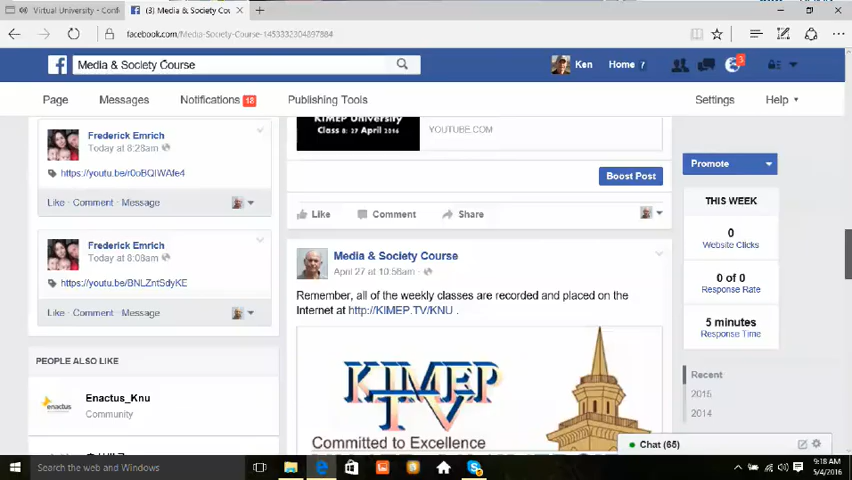 Virtual University - Conf
(3) Media & Society Cou
facebook.com/Media-Society-Course-1453332304897884
Media & Society Course
Ken
Home 7
3
Page
Messages
Notifications 18
Publishing Tools
Settings
Help
Frederick Emrich
Today at 8:28am
https://youtu.be/r0oBQIWAfe4
Like · Comment · Message
Frederick Emrich
Today at 8:08am
https://youtu.be/BNLZntSdyKE
Like · Comment · Message
PEOPLE ALSO LIKE
Enactus_Knu
Community
enactus
KIMEP University
Class 8: 27 April 2016
YOUTUBE.COM
Boost Post
Like
Comment
Share
Media & Society Course
April 27 at 10:58am
Remember, all of the weekly classes are recorded and placed on the
Internet at http://KIMEP.TV/KNU .
KIMEP
TV
Committed to Excellence
Promote
THIS WEEK
0
Website Clicks
0 of 0
Response Rate
5 minutes
Response Time
Recent
2015
2014
Chat (65)
Search the web and Windows
9:18 AM
5/4/2016